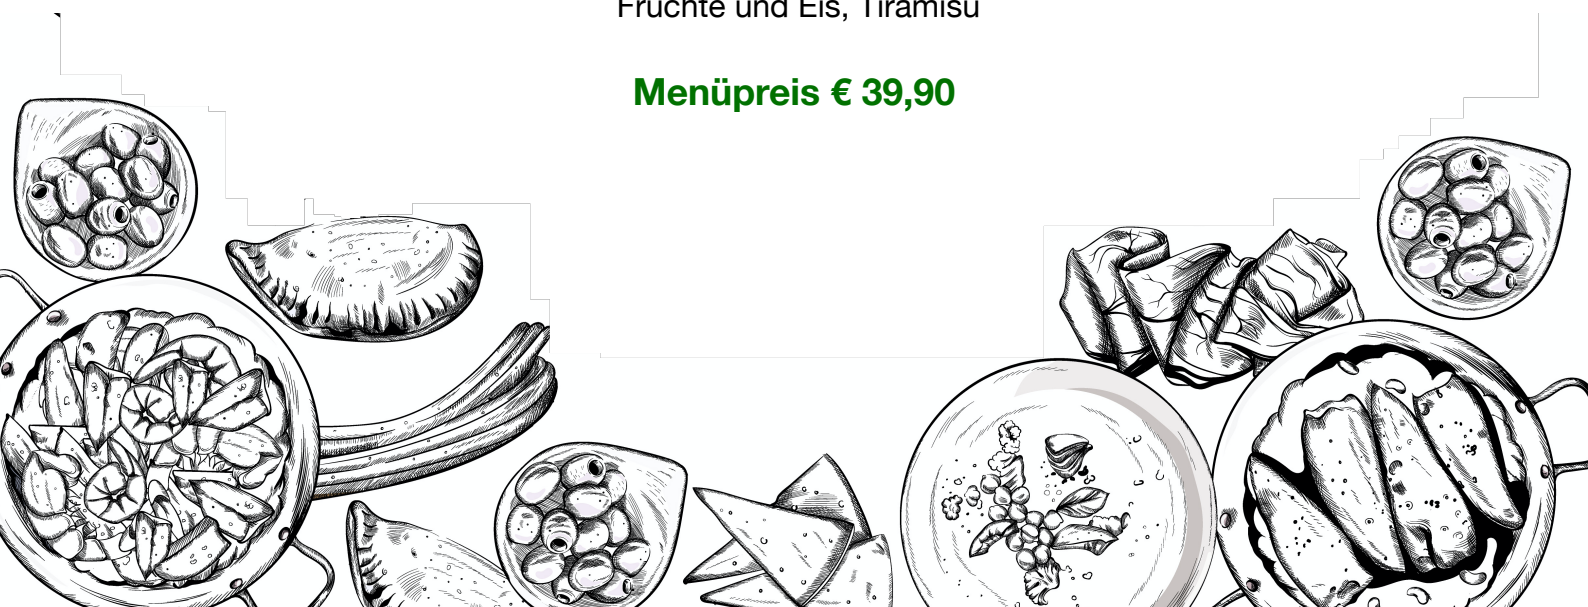 Früchte und Eis, Tiramisu
Menüpreis € 39,90